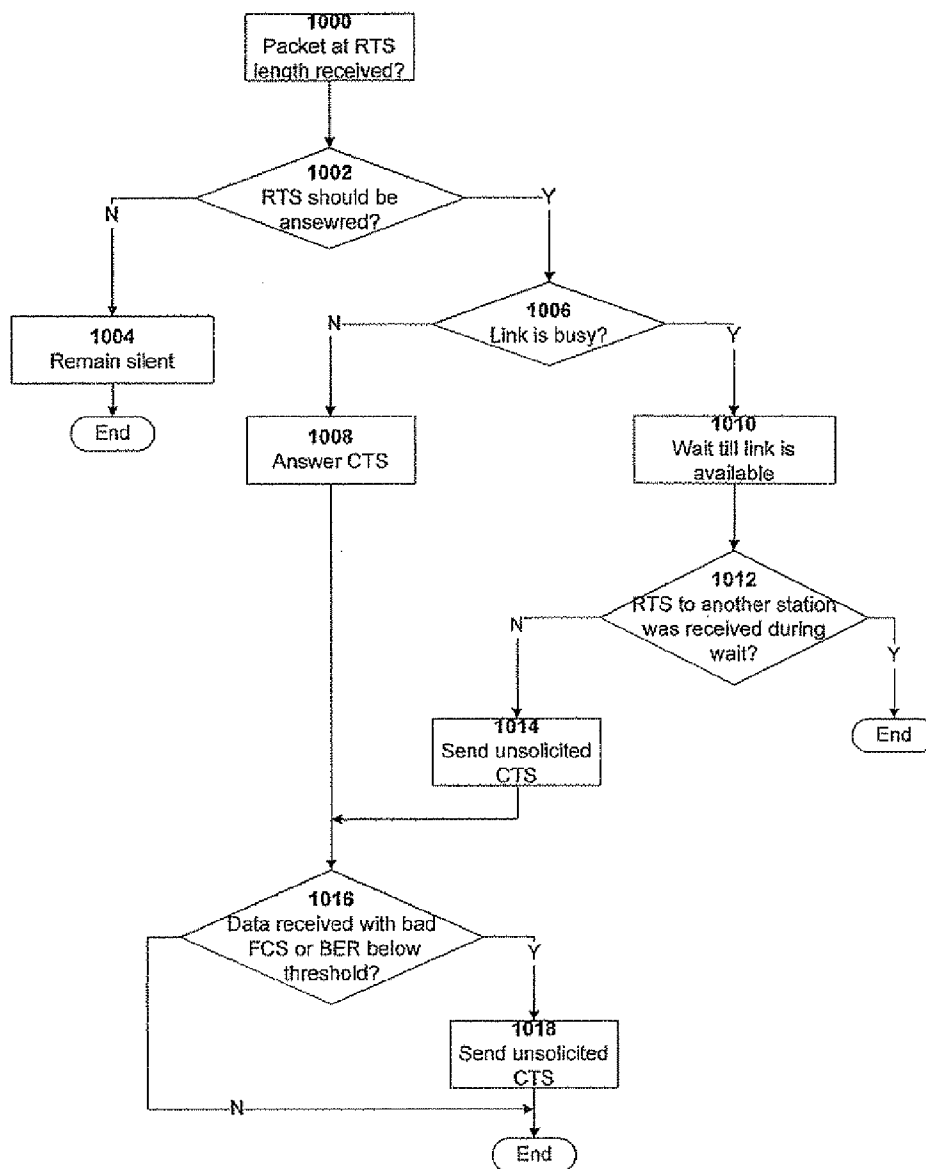 1000
Packet at RTS
length received?
1002
RTS should be
ansewred?
N
Y
1004
Remain silent
End
1006
Link is busy?
N
Y
1008
Answer CTS
1010
Wait till link is
available
1012
RTS to another station
was received during
wait?
N
Y
1014
Send unsolicited
CTS
End
1016
Data received with bad
FCS or BER below
threshold?
Y
1018
Send unsolicited
CTS
N
End